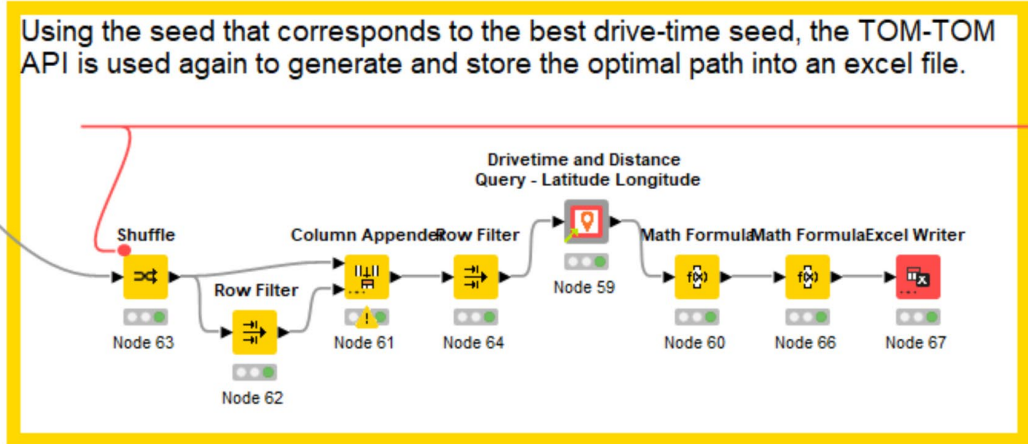 Using the seed that corresponds to the best drive-time seed, the TOM-TOM
API is used again to generate and store the optimal path into an excel file.
Drivetime and Distance
Query - Latitude Longitude
Shuffle
Column Appender
Row Filter
Math Formula
Math Formula
Excel Writer
Row Filter
Node 59
Node 63
Node 61
Node 64
Node 60
Node 66
Node 67
Node 62